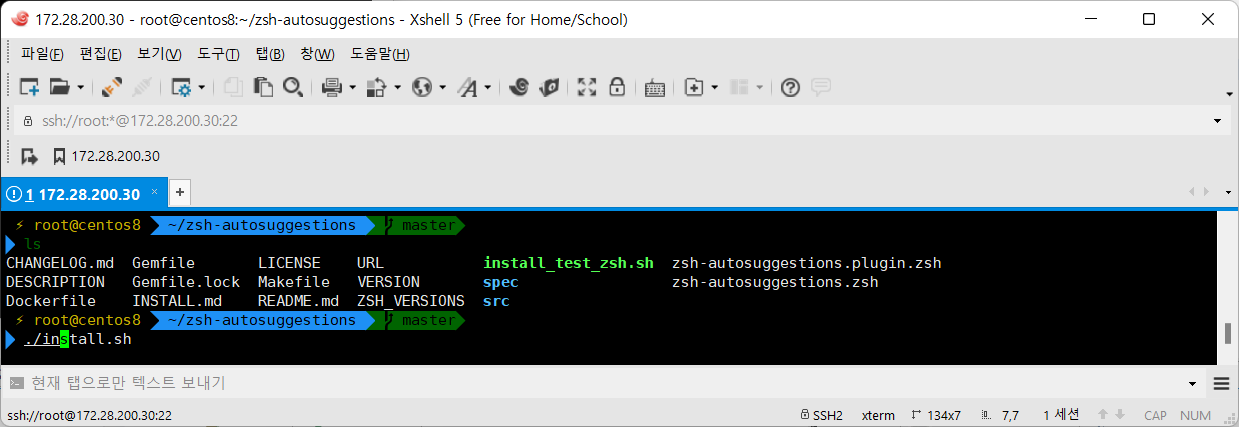 172.28.200.30 - root@centos8:~/zsh-autosuggestions - Xshell 5 (Free for Home/School)
파일(F) 편집(E) 보기(V) 도구(T) 탭(B) 창(W) 도움말(H)
ssh://root:*@172.28.200.30:22
172.28.200.30
1 172.28.200.30 × +
⚡ root@centos8 ~/zsh-autosuggestions master
ls
CHANGELOG.md Gemfile LICENSE URL install_test_zsh.sh zsh-autosuggestions.plugin.zsh
DESCRIPTION Gemfile.lock Makefile VERSION spec zsh-autosuggestions.zsh
Dockerfile INSTALL.md README.md ZSH_VERSIONS src
⚡ root@centos8 ~/zsh-autosuggestions master
./install.sh
현재 탭으로만 텍스트 보내기
ssh://root@172.28.200.30:22 SSH2 xterm 134x7 7,7 1 세션 CAP NUM